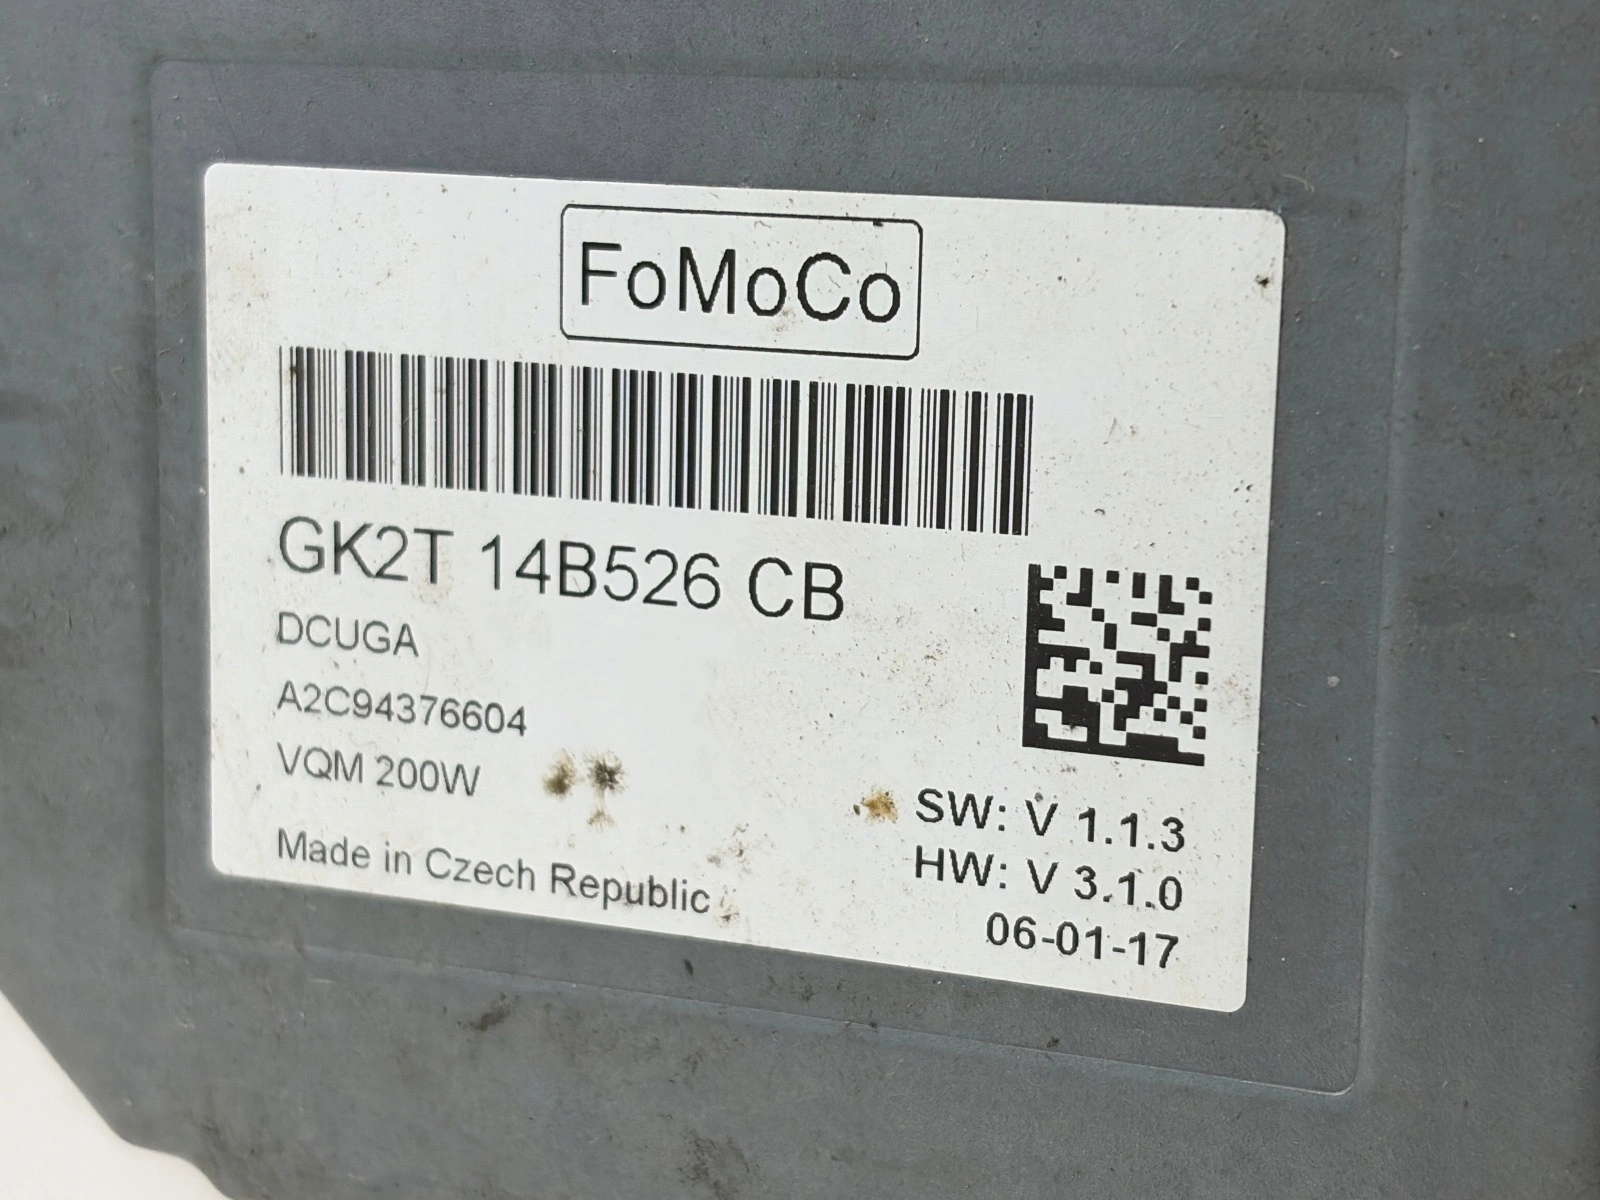 FoMoCo
GK2T 14B526 CB
DCUGA
A2C94376604
VQM 200W
Made in Czech Republic
SW: V 1.1.3
HW: V 3.1.0
06-01-17